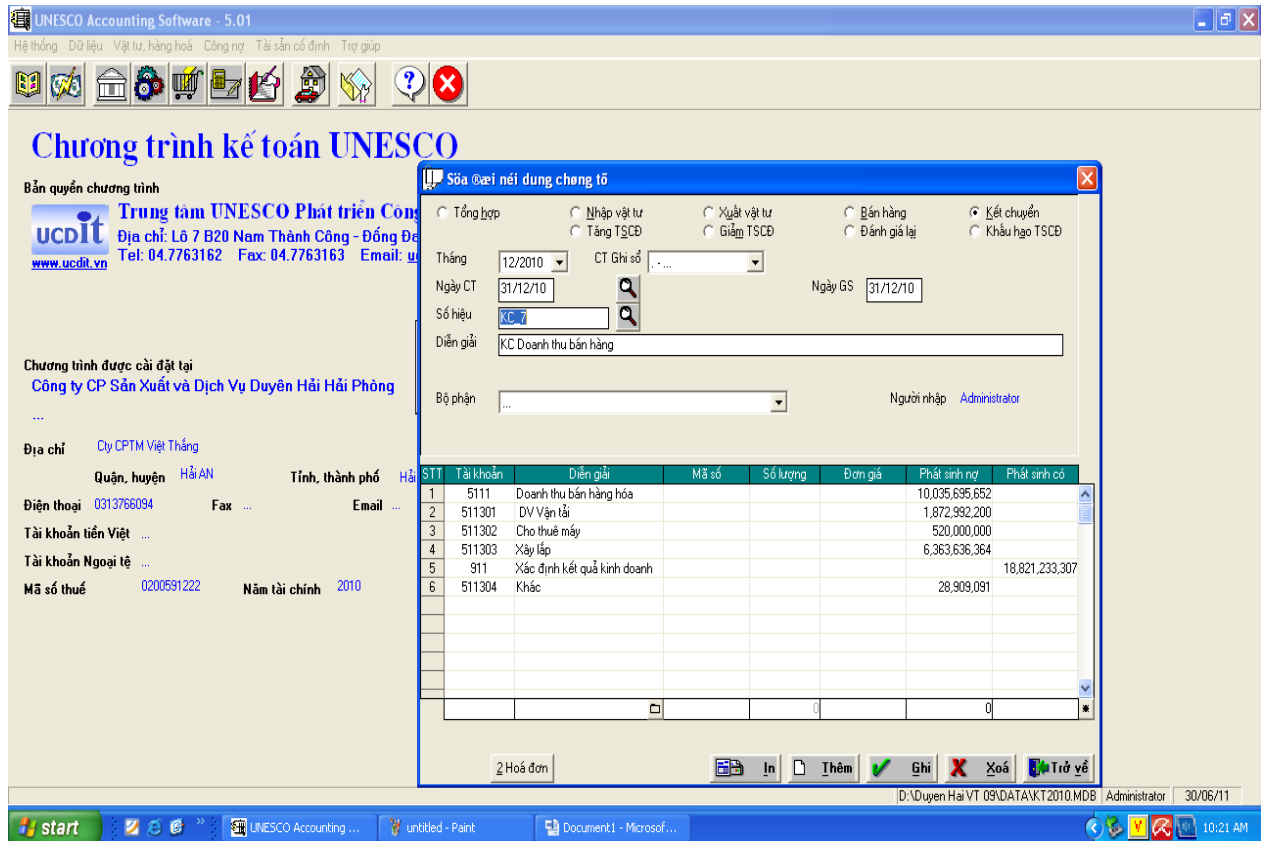 UNESCO Accounting Software - 5.01
Hệ thống Dữ liệu Vật tư, hàng hoá Công nợ Tài sản cố định Trợ giúp
Chương trình kế toán UNESCO
Bản quyền chương trình
UCDIT
www.ucdit.vn
Trung tâm UNESCO Phát triển Công
Địa chỉ: Lô 7 B20 Nam Thành Công - Đống Đa
Tel: 04.7763162 Fax: 04.7763163 Email:
Chương trình được cài đặt tại
Công ty CP Sản Xuất và Dịch Vụ Duyên Hải Hải Phòng
...
Địa chỉ Cty CPTM Việt Thắng
Quận, huyện Hải AN Tỉnh, thành phố Hải
Điện thoại 0313766094 Fax ... Email ...
Tài khoản tiền Việt ...
Tài khoản Ngoại tệ ...
Mã số thuế 0200591222 Năm tài chính 2010
Söa ®æi néi dung chøng tõ
Tổng hợp Nhập vật tư Xuất vật tư Bán hàng Kết chuyển
Tăng TSCĐ Giảm TSCĐ Đánh giá lại Khấu hao TSCĐ
Tháng 12/2010 CT Ghi sổ . - ...
Ngày CT 31/12/10 Ngày GS 31/12/10
Số hiệu KC_7
Diễn giải KC Doanh thu bán hàng
Bộ phận ... Người nhập Administrator
STT Tài khoản Diễn giải Mã số Số lượng Đơn giá Phát sinh nợ Phát sinh có
1 5111 Doanh thu bán hàng hóa 10,035,695,652
2 511301 DV Vận tải 1,872,992,200
3 511302 Cho thuê máy 520,000,000
4 511303 Xây lắp 6,363,636,364
5 911 Xác định kết quả kinh doanh 18,821,233,307
6 511304 Khác 28,909,091
0 0
2 Hoá đơn In Thêm Ghi Xoá Trở về
D:\Duyen Hai VT 09\DATA\KT2010.MDB Administrator 30/06/11
start UNESCO Accounting ... untitled - Paint Document1 - Microsof... 10:21 AM